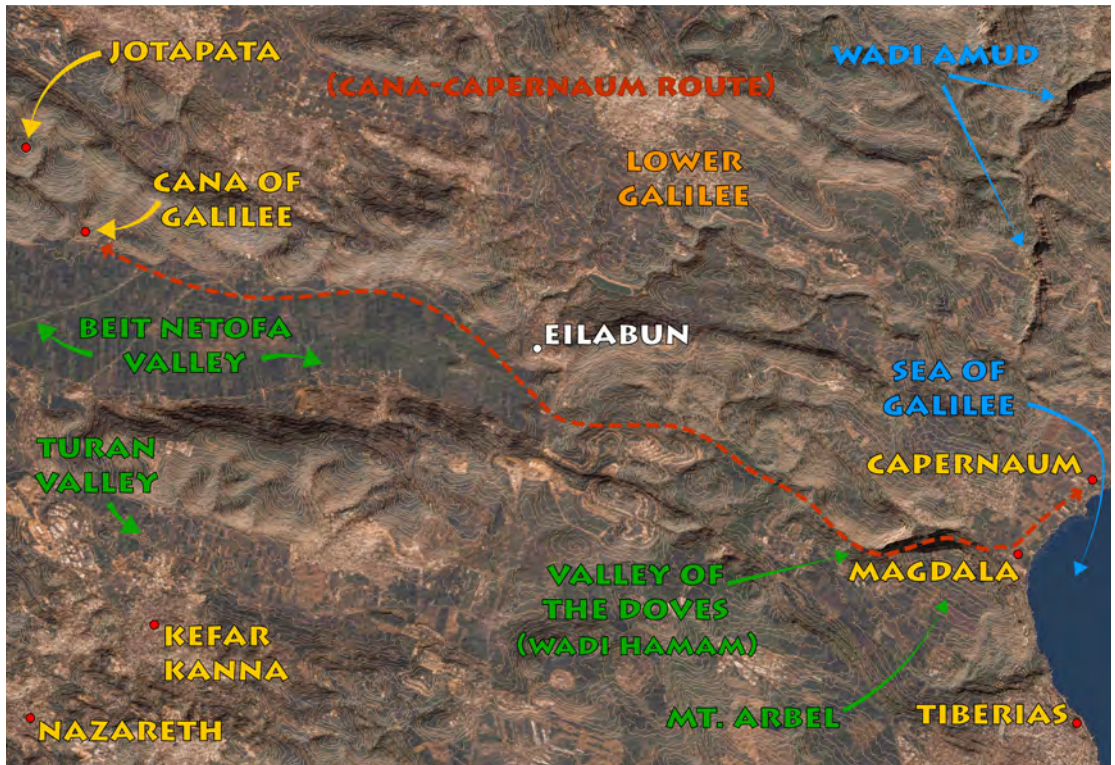 JOTAPATA
(CANA-CAPERNAUM ROUTE)
WADI AMUD
LOWER
GALILEE
CANA OF
GALILEE
BEIT NETOFA
VALLEY
EILABUN
SEA OF
GALILEE
TURAN
VALLEY
CAPERNAUM
VALLEY OF
THE DOVES
(WADI HAMAM)
MAGDALA
KEFAR
KANNA
MT. ARBEL
TIBERIAS
NAZARETH